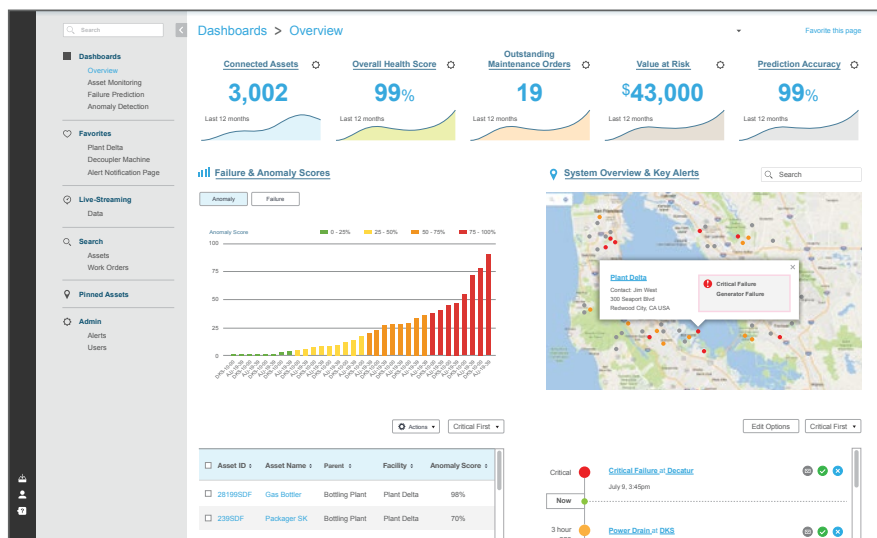 Search
Dashboards
Overview
Asset Monitoring
Failure Prediction
Anomaly Detection
Favorites
Plant Delta
Decoupler Machine
Alert Notification Page
Live-Streaming
Data
Search
Assets
Work Orders
Pinned Assets
Admin
Alerts
Users
Dashboards > Overview
Favorite this page
Connected Assets
3,002
Last 12 months
Overall Health Score
99%
Last 12 months
Outstanding
Maintenance Orders
19
Last 12 months
Value at Risk
$43,000
Last 12 months
Prediction Accuracy
99%
Last 12 months
Failure & Anomaly Scores
Anomaly Failure
Anomaly Score
0 - 25% 25 - 50% 50 - 75% 75 - 100%
100
75
50
25
0
System Overview & Key Alerts
Search
San Francisco
Plant Delta
Contact: Jim West
300 Seaport Blvd
Redwood City, CA USA
Critical Failure
Generator Failure
Actions Critical First
Asset ID Asset Name Parent Facility Anomaly Score
28199SDF Gas Bottler Bottling Plant Plant Delta 98%
239SDF Packager SK Bottling Plant Plant Delta 70%
Edit Options Critical First
Critical
Critical Failure at Decatur
July 9, 3:45pm
Now
3 hour
Power Drain at DKS